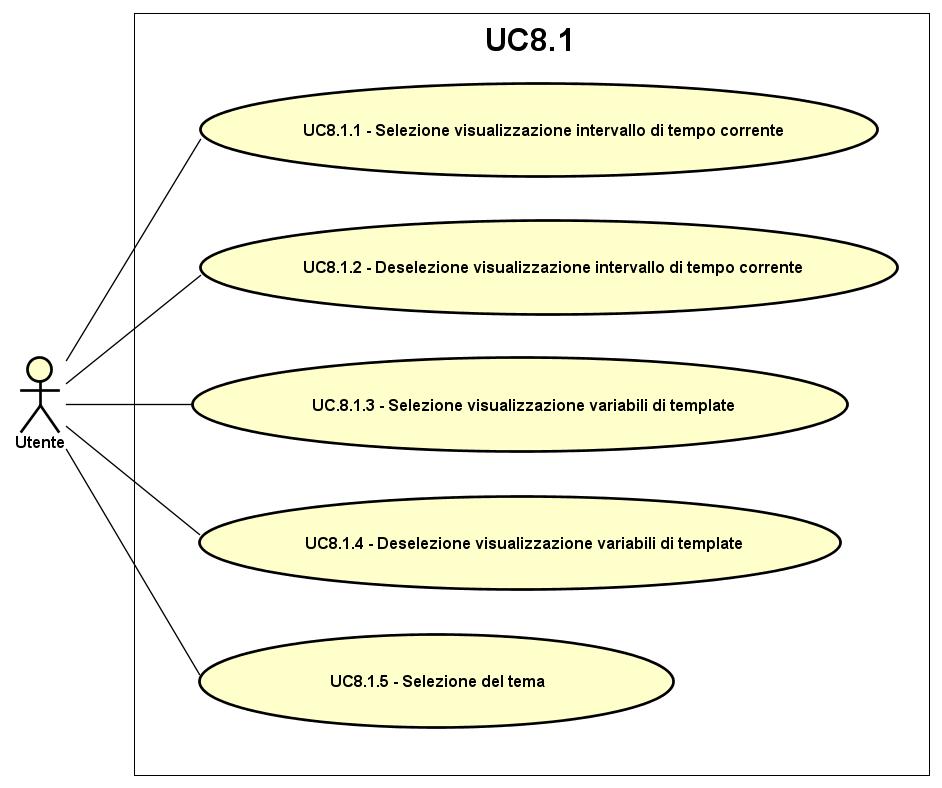 UC8.1
UC8.1.1 - Selezione visualizzazione intervallo di tempo corrente
UC8.1.2 - Deselezione visualizzazione intervallo di tempo corrente
UC.8.1.3 - Selezione visualizzazione variabili di template
Utente
UC8.1.4 - Deselezione visualizzazione variabili di template
UC8.1.5 - Selezione del tema